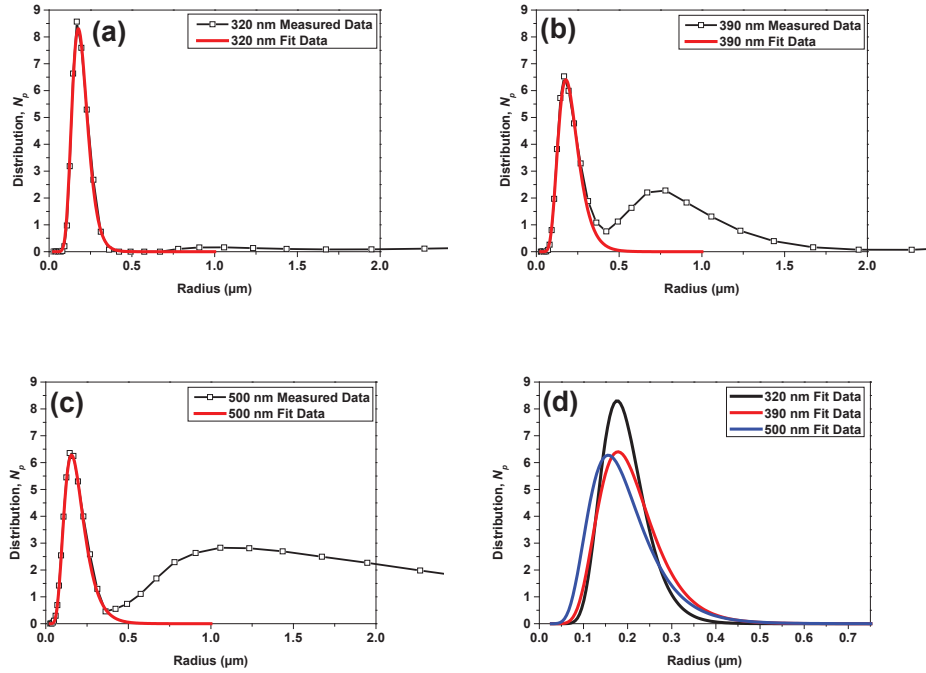 (a)
320 nm Measured Data
320 nm Fit Data
Distribution, Np
9
8
7
6
5
4
3
2
1
0
0.0 0.5 1.0 1.5 2.0
Radius (µm)
(b)
390 nm Measured Data
390 nm Fit Data
Distribution, Np
9
8
7
6
5
4
3
2
1
0
0.0 0.5 1.0 1.5 2.0
Radius (µm)
(c)
500 nm Measured Data
500 nm Fit Data
Distribution, Np
9
8
7
6
5
4
3
2
1
0
0.0 0.5 1.0 1.5 2.0
Radius (µm)
(d)
320 nm Fit Data
390 nm Fit Data
500 nm Fit Data
Distribution, Np
9
8
7
6
5
4
3
2
1
0
0.0 0.1 0.2 0.3 0.4 0.5 0.6 0.7
Radius (µm)